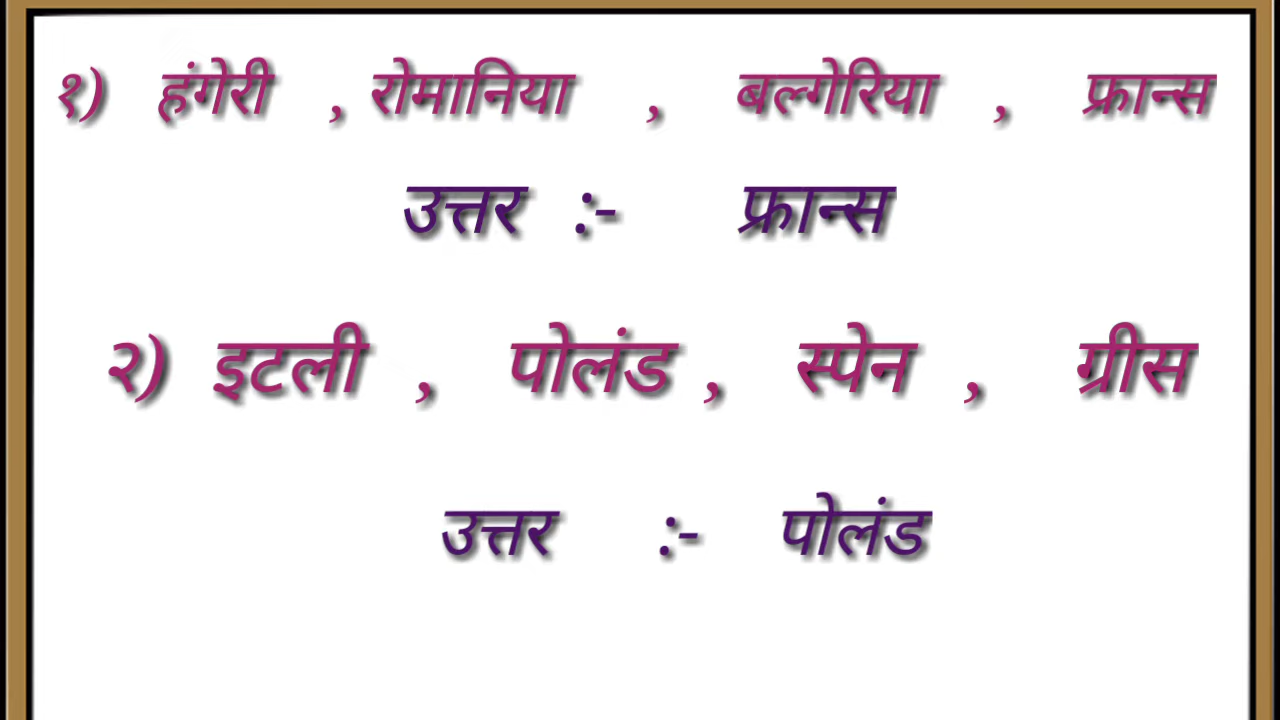 १) हंगेरी , रोमानिया , बल्गेरिया , फ्रान्स
उत्तर :- फ्रान्स
२) इटली , पोलंड , स्पेन , ग्रीस
उत्तर :- पोलंड